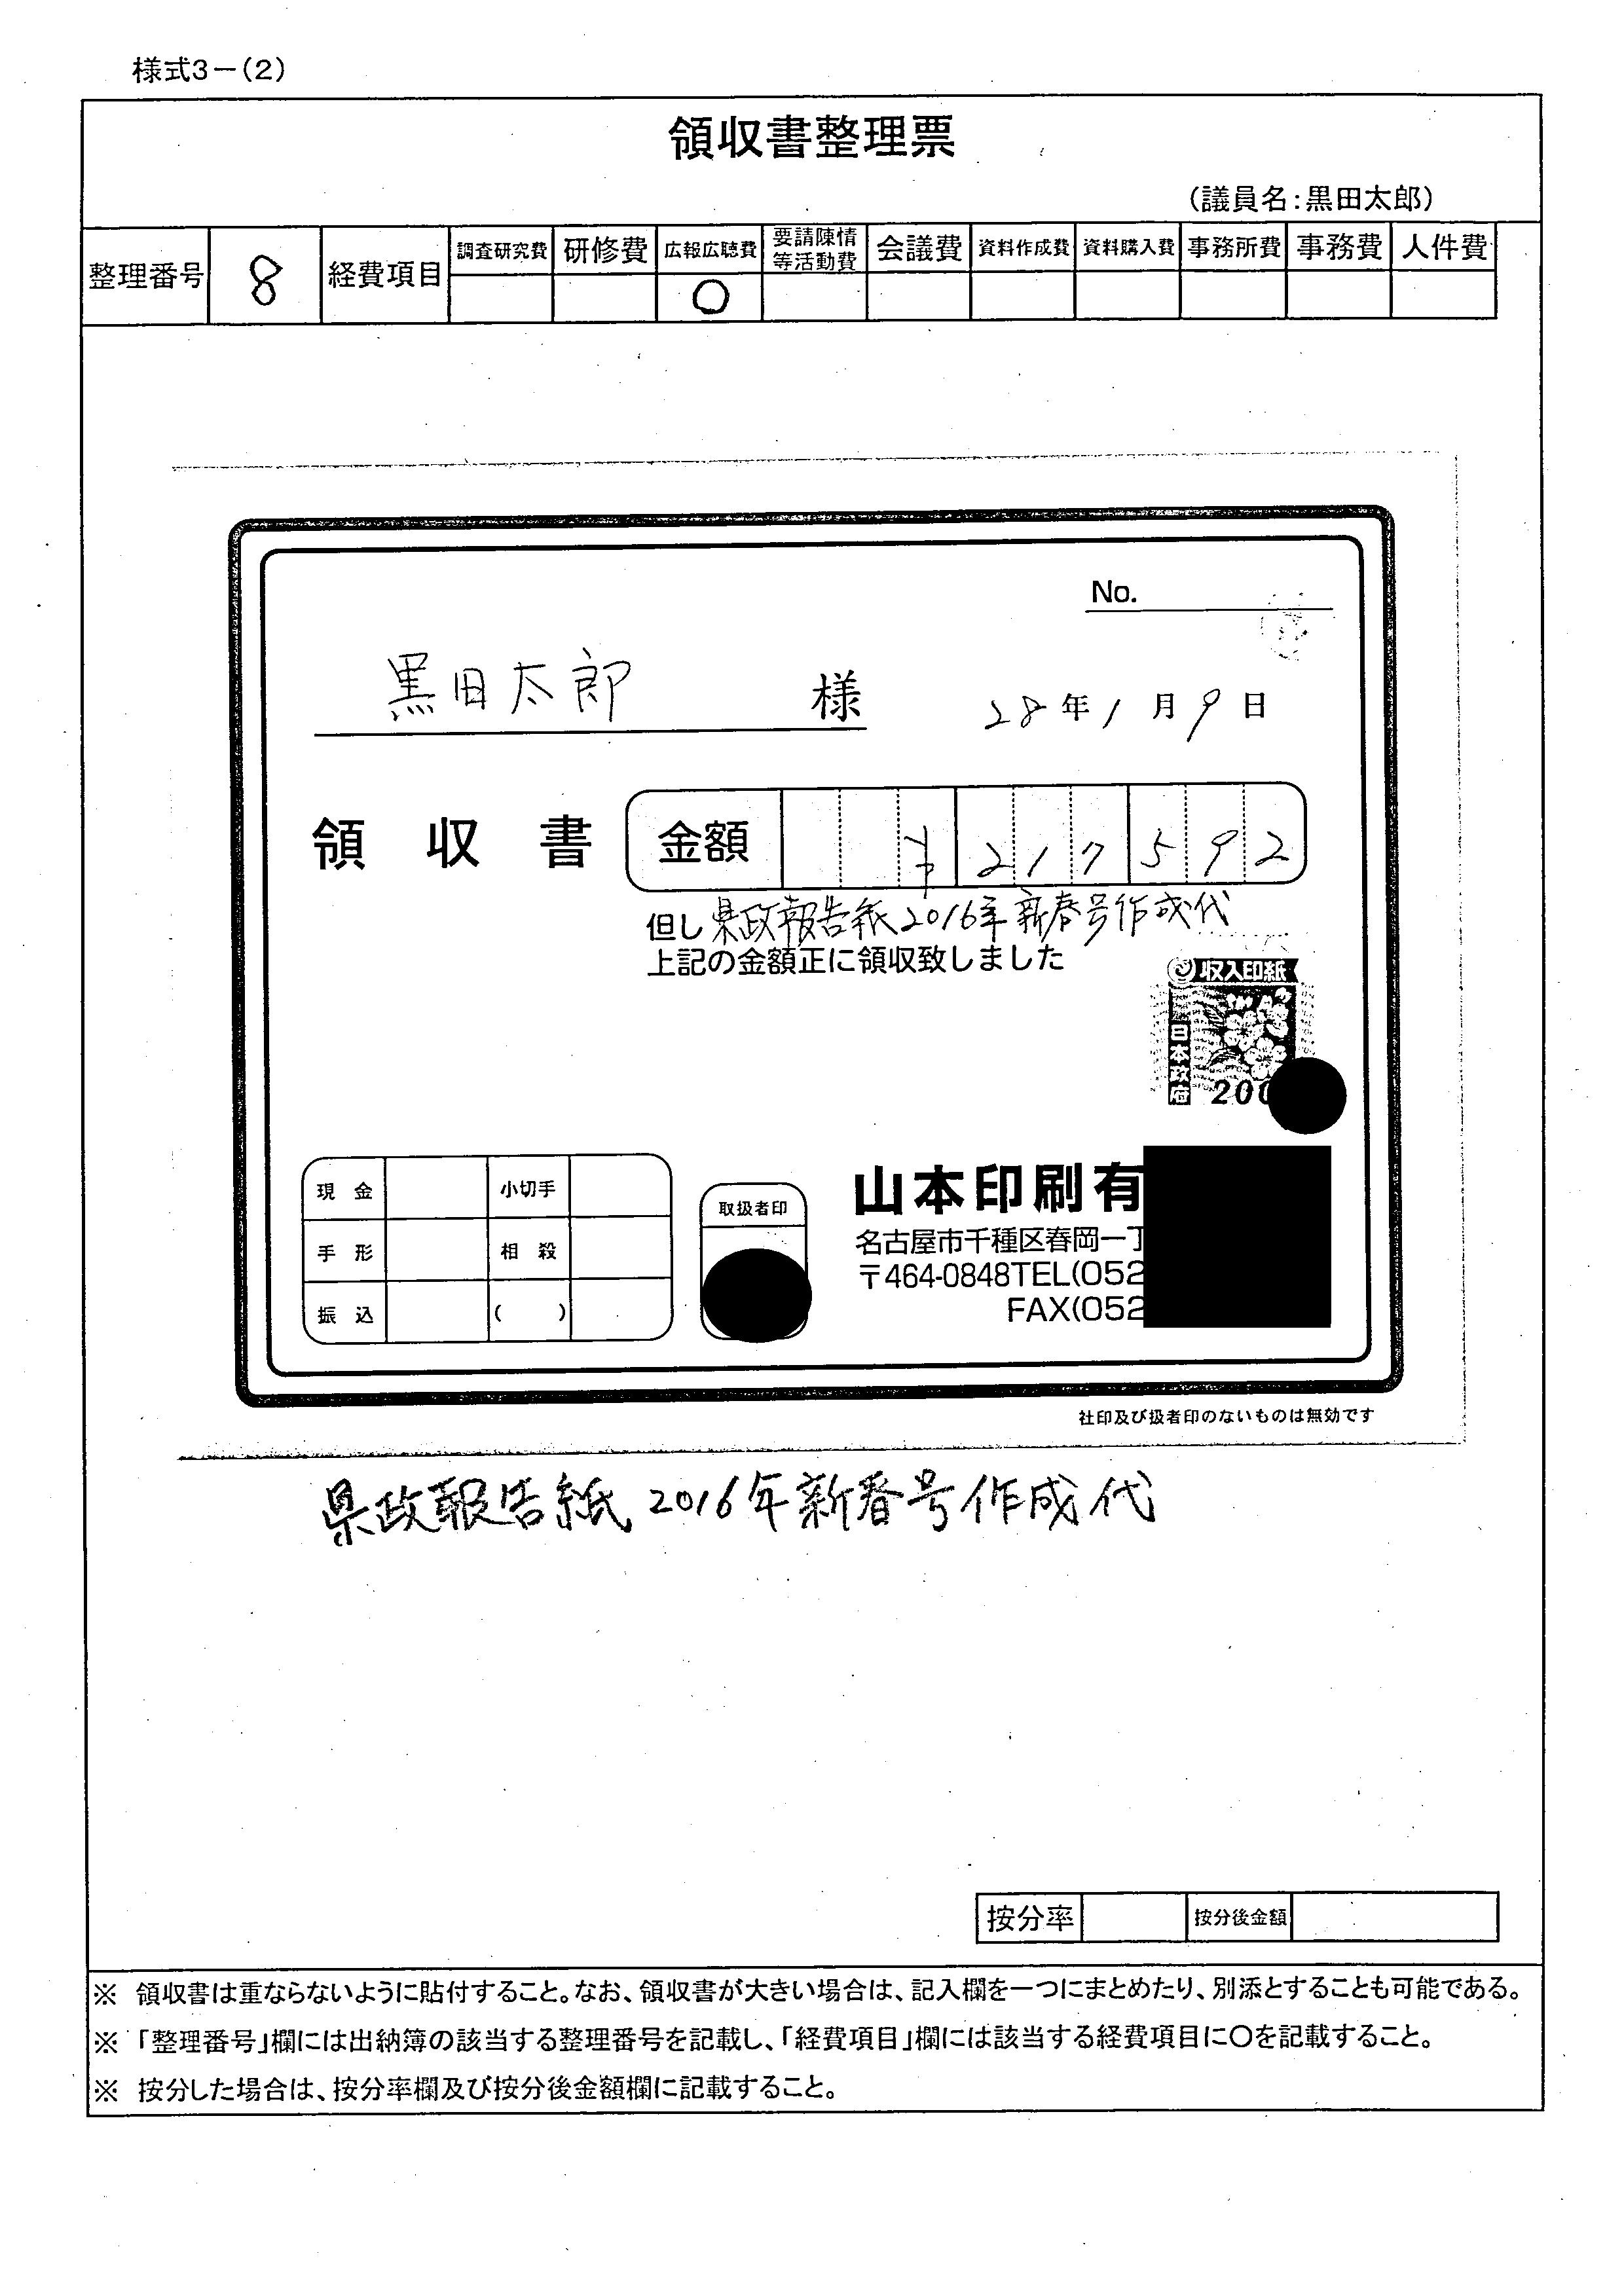 様式3－(2)
領収書整理票
(議員名:黒田太郎)
整理番号 8 経費項目 調査研究費 研修費 広報広聴費 要請陳情等活動費 会議費 資料作成費 資料購入費 事務所費 事務費 人件費
○
No.
黒田太郎 様 28年1月9日
領収書 金額 ¥217592
但し 県政報告紙2016年新春号作成代
上記の金額正に領収致しました
収入印紙
日本政府
200
現金 小切手
手形 相殺
振込 ( )
取扱者印
山本印刷有
名古屋市千種区春岡一丁
〒464-0848TEL(052
FAX(052
社印及び扱者印のないものは無効です
県政報告紙2016年新春号作成代
按分率 按分後金額
※ 領収書は重ならないように貼付すること。なお、領収書が大きい場合は、記入欄を一つにまとめたり、別添とすることも可能である。
※ 「整理番号」欄には出納簿の該当する整理番号を記載し、「経費項目」欄には該当する経費項目に○を記載すること。
※ 按分した場合は、按分率欄及び按分後金額欄に記載すること。